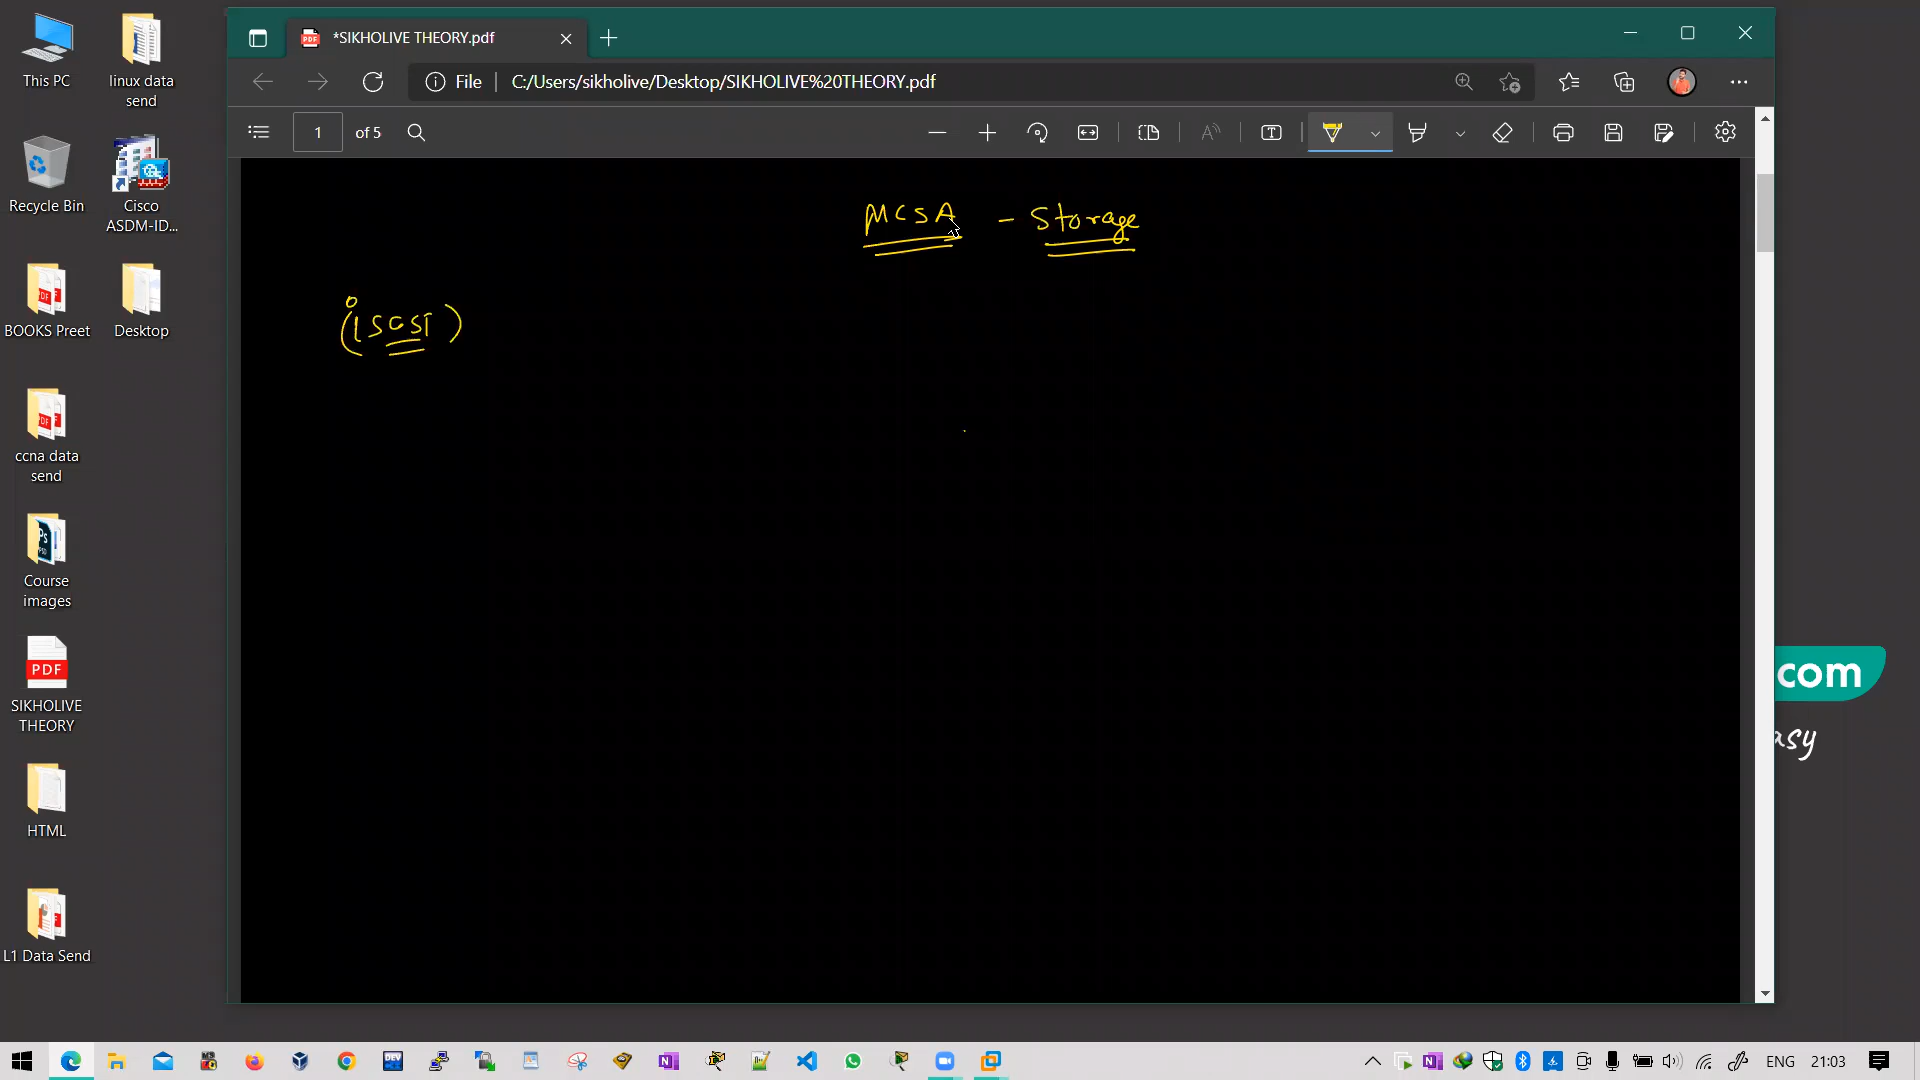 This PC
linux data
send
Recycle Bin
Cisco
ASDM-ID...
BOOKS Preet
Desktop
PDF
ccna data
send
Course
images
PDF
SIKHOLIVE
THEORY
HTML
L1 Data Send
*SIKHOLIVE THEORY.pdf
File
C:/Users/sikholive/Desktop/SIKHOLIVE%20THEORY.pdf
1 of 5
MCSA - Storage
(iSCSI)
com
asy
ENG 21:03